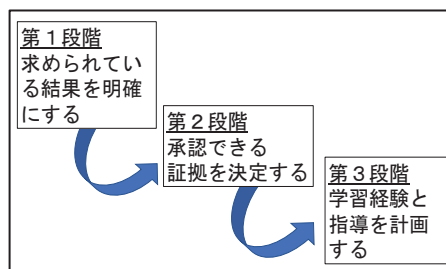 第１段階
求められてい
る結果を明確
にする
第２段階
承認できる
証拠を決定する
第３段階
学習経験と
指導を計画
する